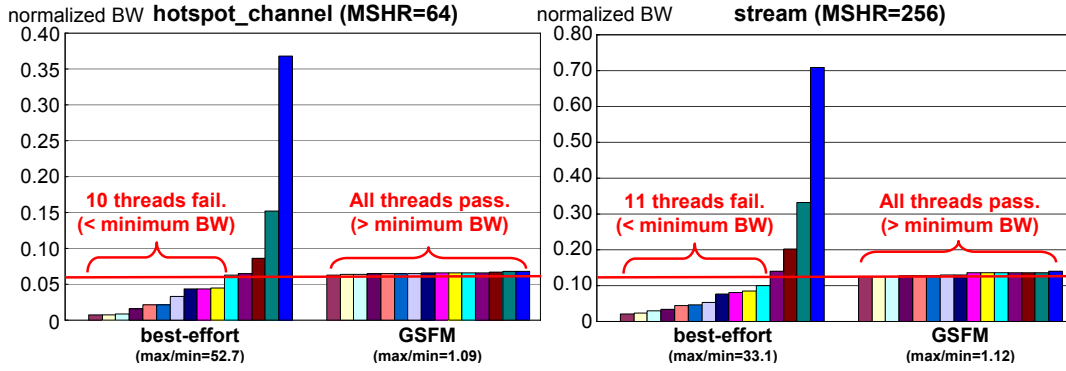 normalized BW hotspot_channel (MSHR=64)
0.40
0.35
0.30
0.25
0.20
0.15
0.10
0.05
0
10 threads fail.
(< minimum BW)
All threads pass.
(> minimum BW)
best-effort
(max/min=52.7)
GSFM
(max/min=1.09)
normalized BW stream (MSHR=256)
0.80
0.70
0.60
0.50
0.40
0.30
0.20
0.10
0
11 threads fail.
(< minimum BW)
All threads pass.
(> minimum BW)
best-effort
(max/min=33.1)
GSFM
(max/min=1.12)